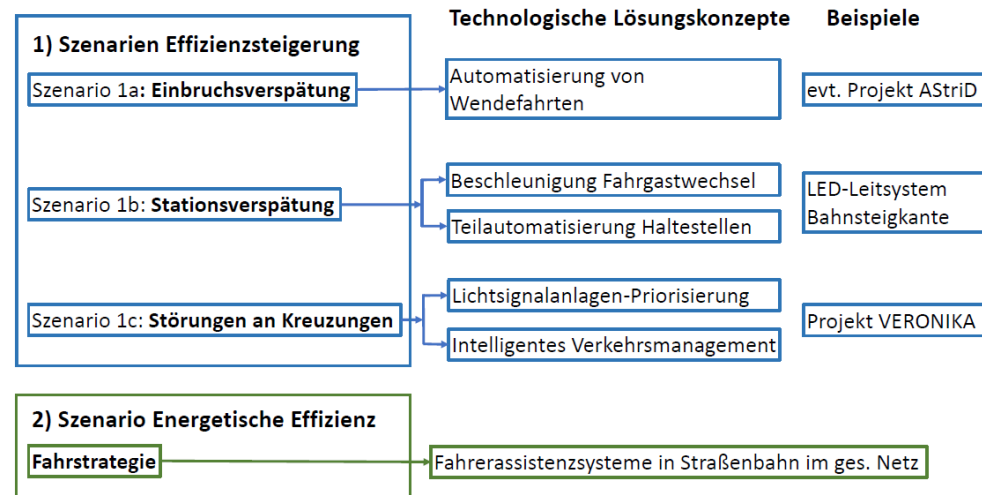 Technologische Lösungskonzepte
Beispiele
1) Szenarien Effizienzsteigerung
Szenario 1a: Einbruchsverspätung
Automatisierung von
Wendefahrten
evt. Projekt AStriD
Szenario 1b: Stationsverspätung
Beschleunigung Fahrgastwechsel
Teilautomatisierung Haltestellen
LED-Leitsystem
Bahnsteigkante
Szenario 1c: Störungen an Kreuzungen
Lichtsignalanlagen-Priorisierung
Intelligentes Verkehrsmanagement
Projekt VERONIKA
2) Szenario Energetische Effizienz
Fahrstrategie
Fahrerassistenzsysteme in Straßenbahn im ges. Netz